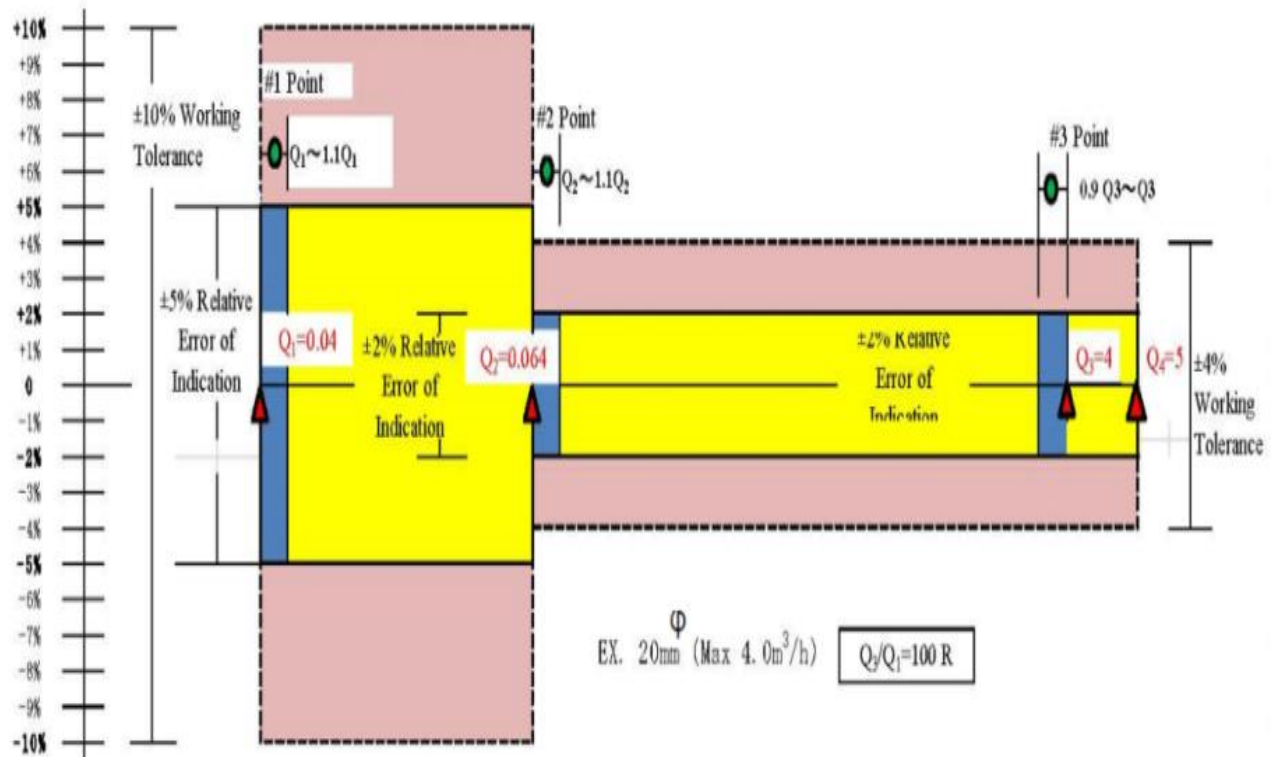 +10%
+9%
+8%
+7%
+6%
+5%
+4%
+3%
+2%
+1%
0
-1%
-2%
-3%
-4%
-5%
-6%
-7%
-8%
-9%
-10%
±10% Working
Tolerance
#1 Point
Q₁~1.1Q₁
#2 Point
Q₂~1.1Q₂
#3 Point
0.9 Q3~Q3
±5% Relative
Error of
Indication
Q₁=0.04
±2% Relative
Error of
Indication
Q₂=0.064
±2% Relative
Error of
Indication
Q₃=4
Q₄=5
±4%
Working
Tolerance
φ
EX. 20mm (Max 4.0m³/h)
Q₃/Q₁=100 R